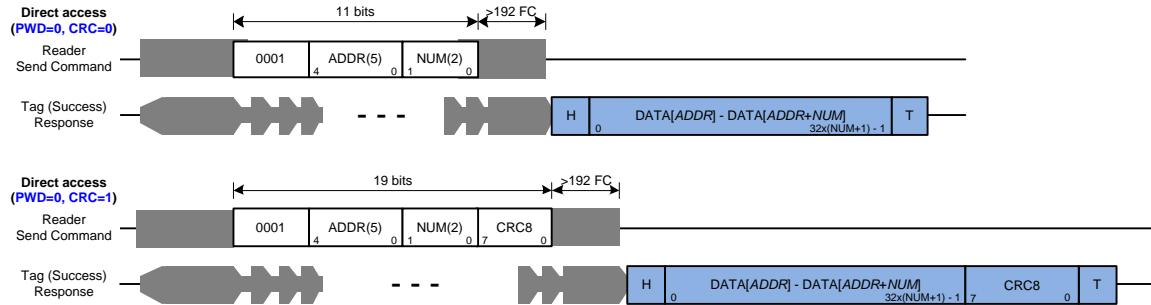 Direct access
(PWD=0, CRC=0)
11 bits
>192 FC
Reader
Send Command
0001
ADDR(5)
4 0
NUM(2)
1 0
Tag (Success)
Response
- - -
H
DATA[ADDR] - DATA[ADDR+NUM]
0 32x(NUM+1) - 1
T
Direct access
(PWD=0, CRC=1)
19 bits
>192 FC
Reader
Send Command
0001
ADDR(5)
4 0
NUM(2)
1 0
CRC8
7 0
Tag (Success)
Response
- - -
H
DATA[ADDR] - DATA[ADDR+NUM]
0 32x(NUM+1) - 1
CRC8
7 0
T